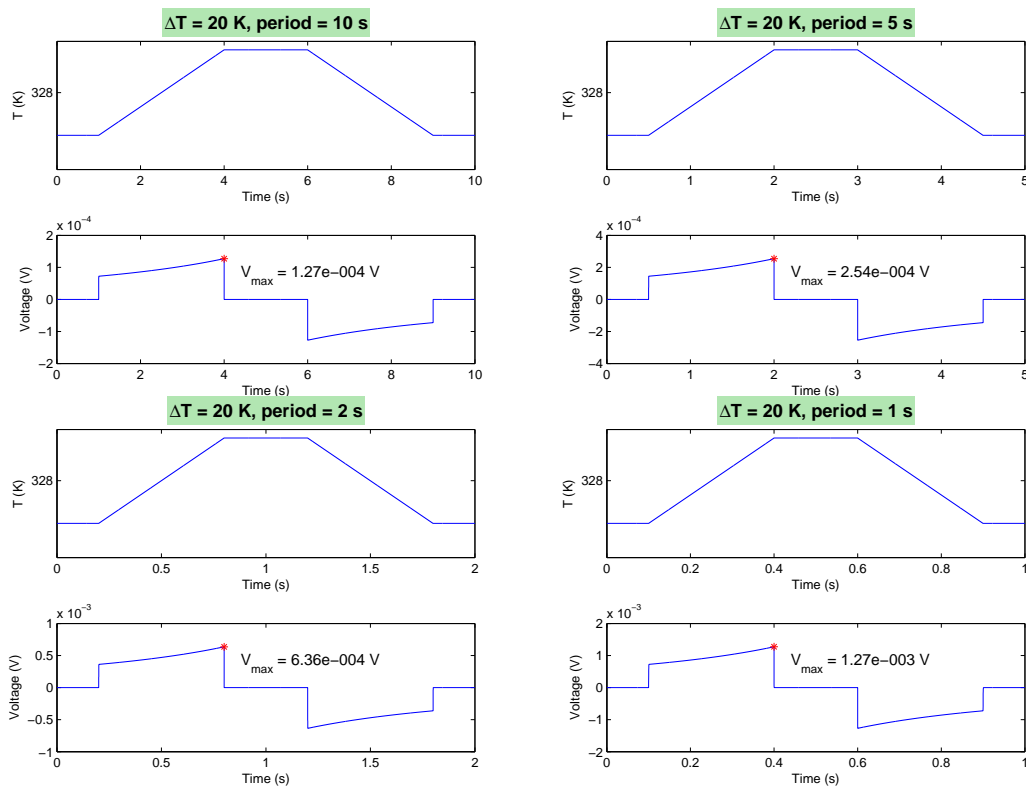 ΔT = 20 K, period = 10 s
T (K)
328
0 2 4 6 8 10
Time (s)
x 10⁻⁴
Voltage (V)
2
1
0
−1
−2
V_max = 1.27e−004 V
0 2 4 6 8 10
Time (s)
ΔT = 20 K, period = 5 s
T (K)
328
0 1 2 3 4 5
Time (s)
x 10⁻⁴
Voltage (V)
4
2
0
−2
−4
V_max = 2.54e−004 V
0 1 2 3 4 5
Time (s)
ΔT = 20 K, period = 2 s
T (K)
328
0 0.5 1 1.5 2
Time (s)
x 10⁻³
Voltage (V)
1
0.5
0
−0.5
−1
V_max = 6.36e−004 V
0 0.5 1 1.5 2
Time (s)
ΔT = 20 K, period = 1 s
T (K)
328
0 0.2 0.4 0.6 0.8 1
Time (s)
x 10⁻³
Voltage (V)
2
1
0
−1
−2
V_max = 1.27e−003 V
0 0.2 0.4 0.6 0.8 1
Time (s)